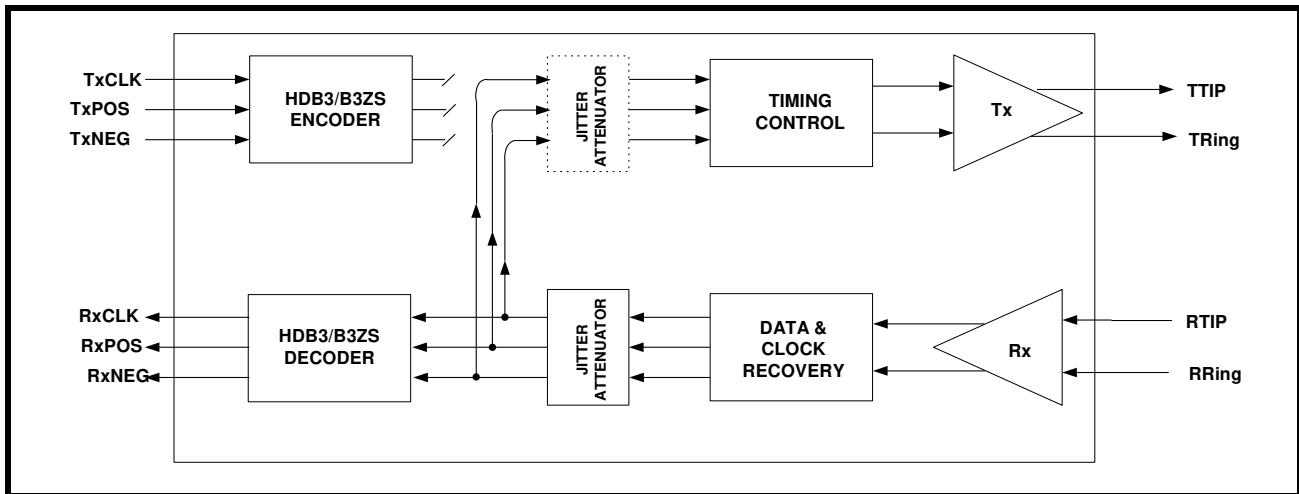 TxCLK
TxPOS
TxNEG
HDB3/B3ZS
ENCODER
JITTER
ATTENUATOR
TIMING
CONTROL
Tx
TTIP
TRing
RxCLK
RxPOS
RxNEG
HDB3/B3ZS
DECODER
JITTER
ATTENUATOR
DATA &
CLOCK
RECOVERY
Rx
RTIP
RRing